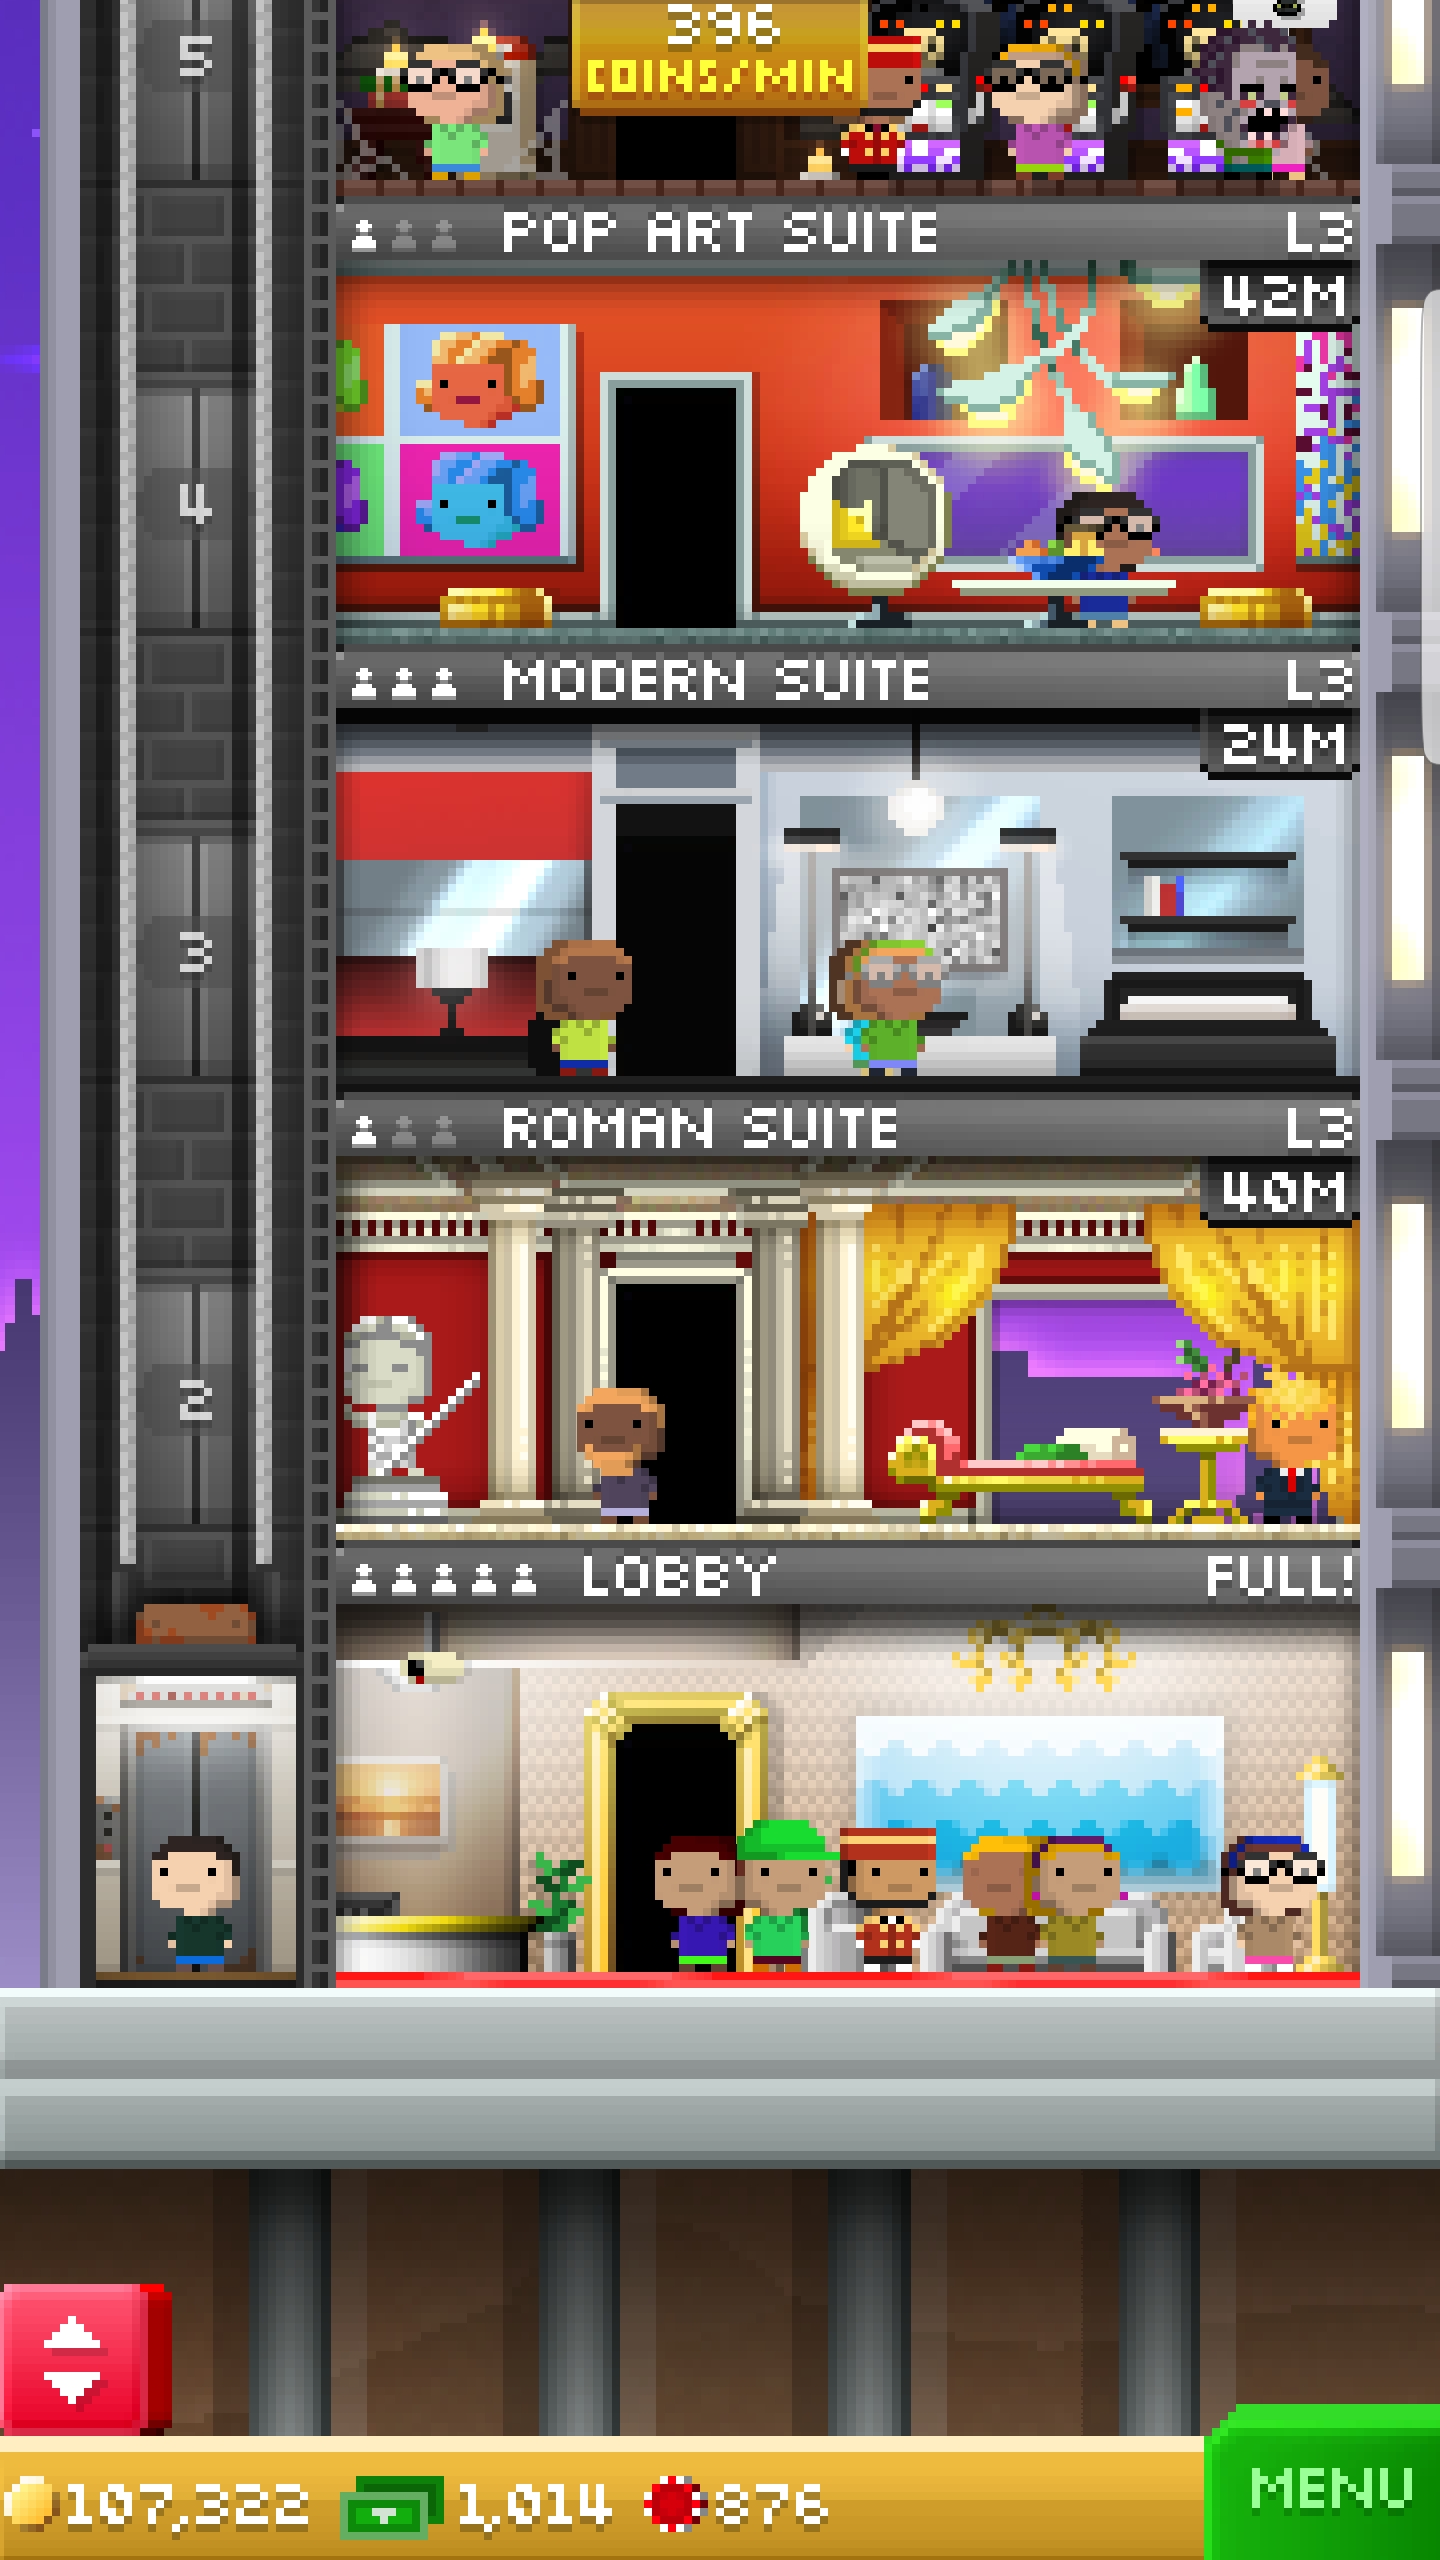 5
396
COINS/MIN
POP ART SUITE L3
42M
4
MODERN SUITE L3
24M
3
ROMAN SUITE L3
40M
2
LOBBY FULL!
107,322 1,014 876
MENU